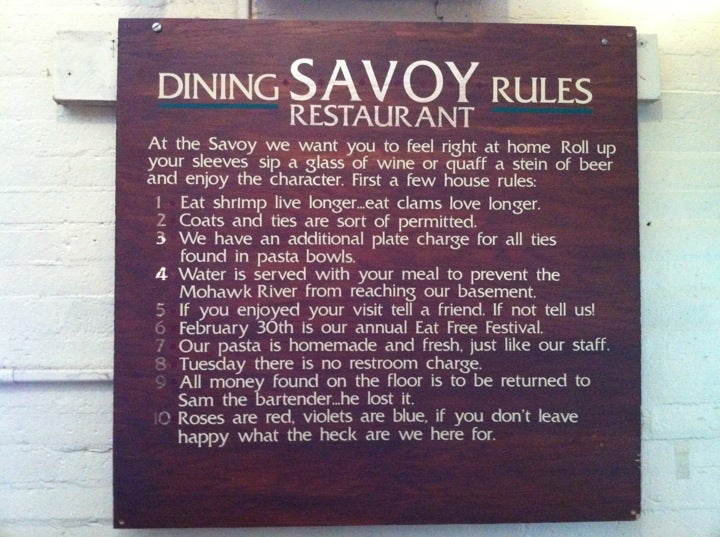 DINING SAVOY RULES
RESTAURANT
At the Savoy we want you to feel right at home Roll up
your sleeves sip a glass of wine or quaff a stein of beer
and enjoy the character. First a few house rules:
1 Eat shrimp live longer...eat clams love longer.
2 Coats and ties are sort of permitted.
3 We have an additional plate charge for all ties
found in pasta bowls.
4 Water is served with your meal to prevent the
Mohawk River from reaching our basement.
5 If you enjoyed your visit tell a friend. If not tell us!
6 February 30th is our annual Eat Free Festival.
7 Our pasta is homemade and fresh, just like our staff.
8 Tuesday there is no restroom charge.
9 All money found on the floor is to be returned to
Sam the bartender...he lost it.
10 Roses are red, violets are blue, if you don't leave
happy what the heck are we here for.